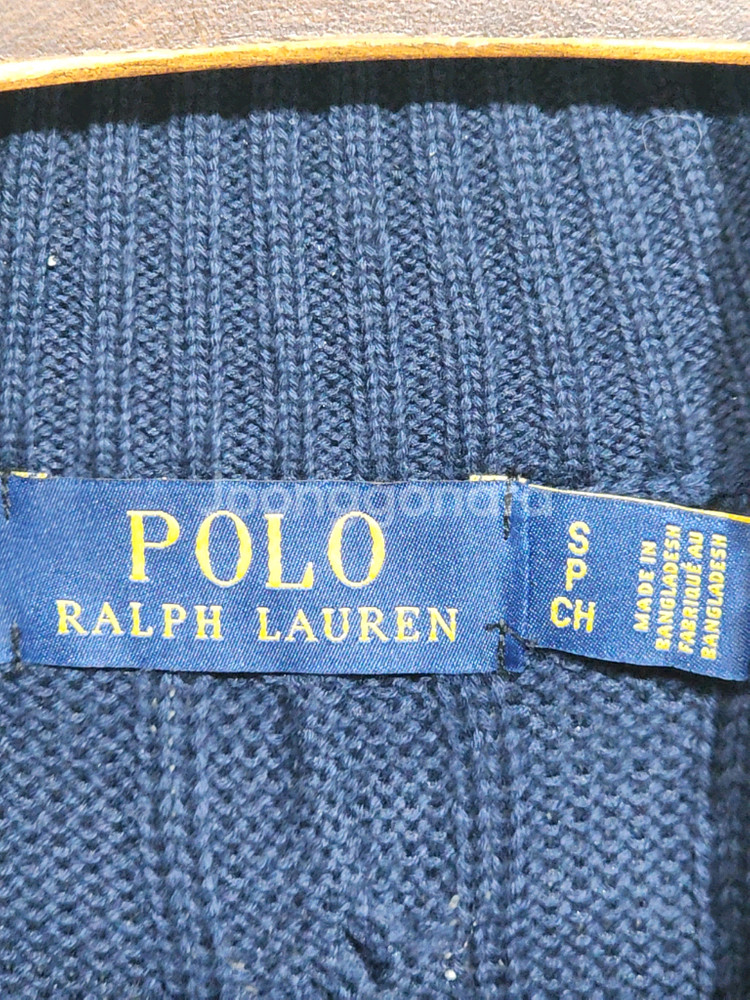 POLO
RALPH LAUREN
S
P
CH
MADE IN
BANGLADESH
FABRIQUÉ AU
BANGLADESH